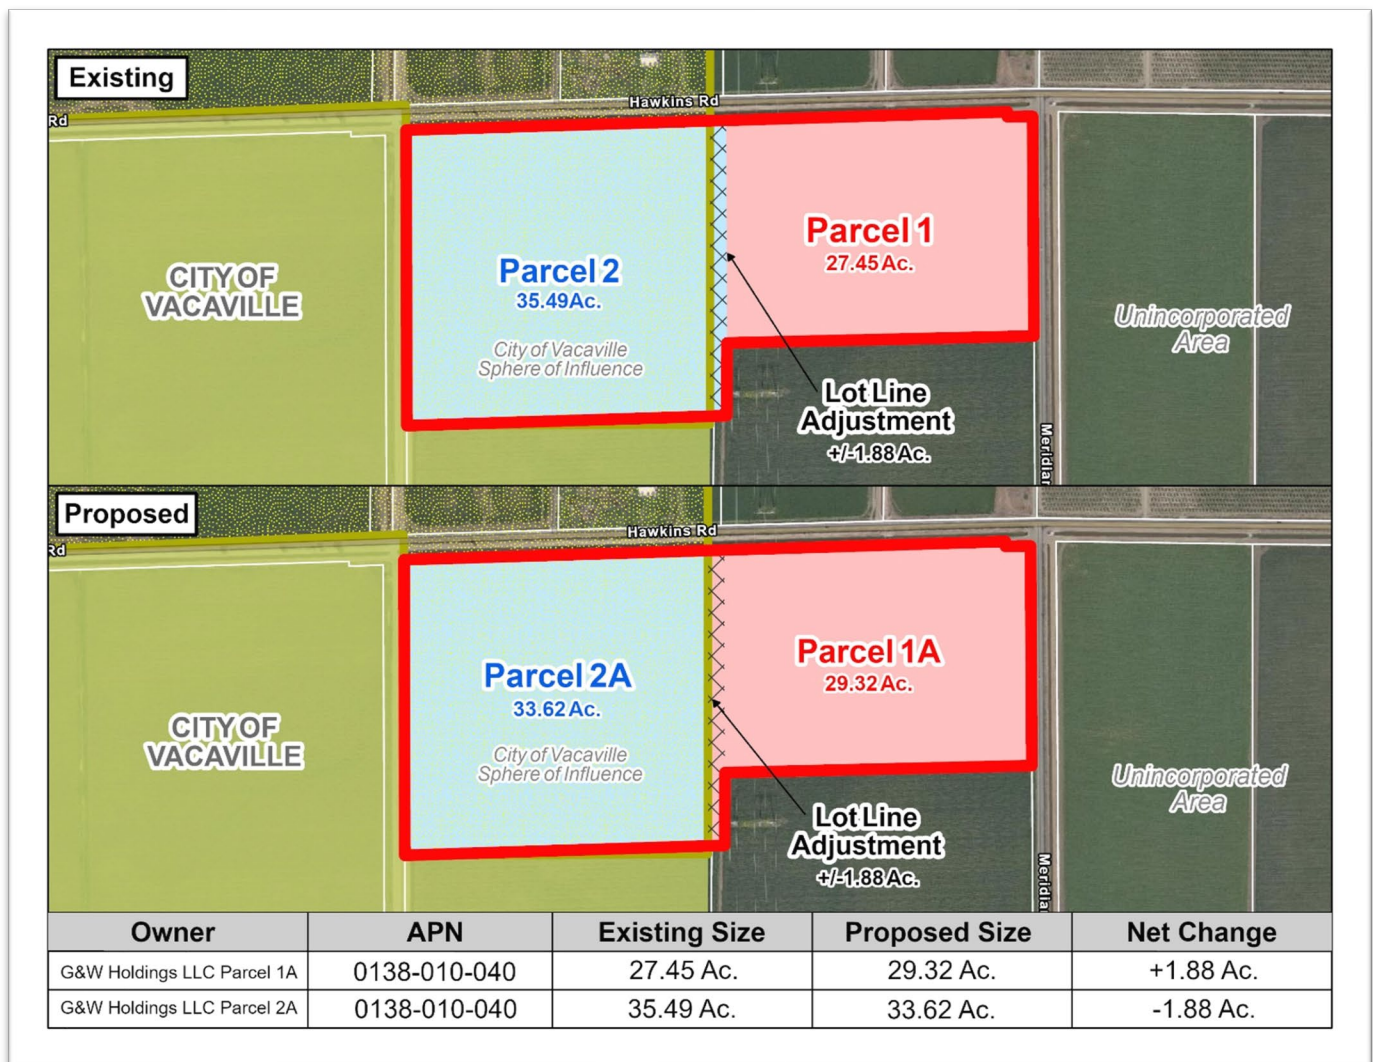 Existing
Hawkins Rd
Rd
Parcel 1
27.45 Ac.
CITY OF
VACAVILLE
Parcel 2
35.49Ac.
City of Vacaville
Sphere of Influence
Unincorporated
Area
Lot Line
Adjustment
+/-1.88 Ac.
Meridian
Proposed
Hawkins Rd
Rd
Parcel 1A
29.32 Ac.
Parcel 2A
33.62 Ac.
CITY OF
VACAVILLE
City of Vacaville
Sphere of Influence
Unincorporated
Area
Lot Line
Adjustment
+/-1.88 Ac.
Meridian
Owner APN Existing Size Proposed Size Net Change
G&W Holdings LLC Parcel 1A 0138-010-040 27.45 Ac. 29.32 Ac. +1.88 Ac.
G&W Holdings LLC Parcel 2A 0138-010-040 35.49 Ac. 33.62 Ac. -1.88 Ac.